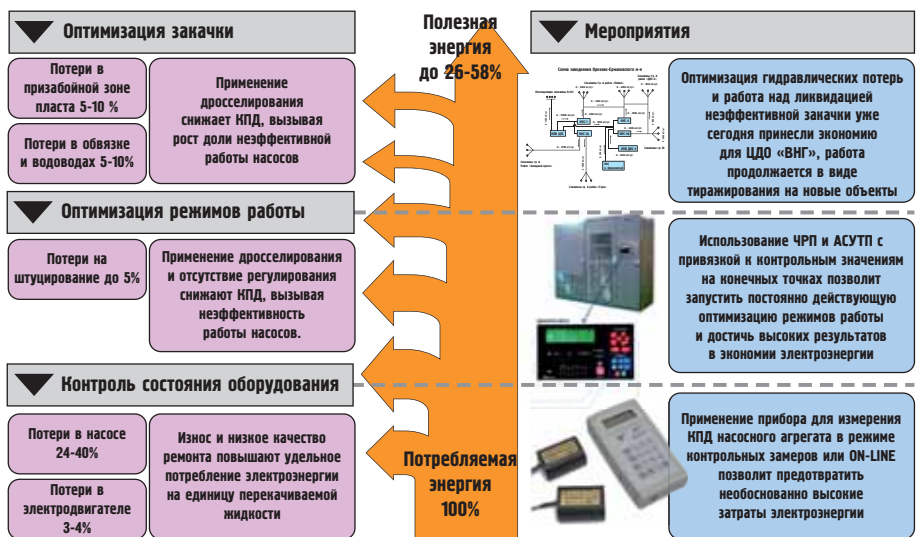 Оптимизация закачки
Потери в
призабойной зоне
пласта 5-10 %
Потери в обвязке
и водоводах 5-10%
Применение
дросселирования
снижает КПД, вызывая
рост доли неэффективной
работы насосов
Оптимизация режимов работы
Потери на
штуцирование до 5%
Применение дросселирования
и отсутствие регулирования
снижают КПД, вызывая
неэффективность
работы насосов.
Контроль состояния оборудования
Потери в насосе
24-40%
Потери в
электродвигателе
3-4%
Износ и низкое качество
ремонта повышают удельное
потребление электроэнергии
на единицу перекачиваемой
жидкости
Полезная
энергия
до 26-58%
Потребляемая
энергия
100%
Мероприятия
Оптимизация гидравлических потерь
и работа над ликвидацией
неэффективной закачки уже
сегодня принесли экономию
для ЦДО «ВНГ», работа
продолжается в виде
тиражирования на новые объекты
Использование ЧРП и АСУТП с
привязкой к контрольным значениям
на конечных точках позволит
запустить постоянно действующую
оптимизацию режимов работы
и достичь высоких результатов
в экономии электроэнергии
Применение прибора для измерения
КПД насосного агрегата в режиме
контрольных замеров или ON-LINE
позволит предотвратить
необоснованно высокие
затраты электроэнергии